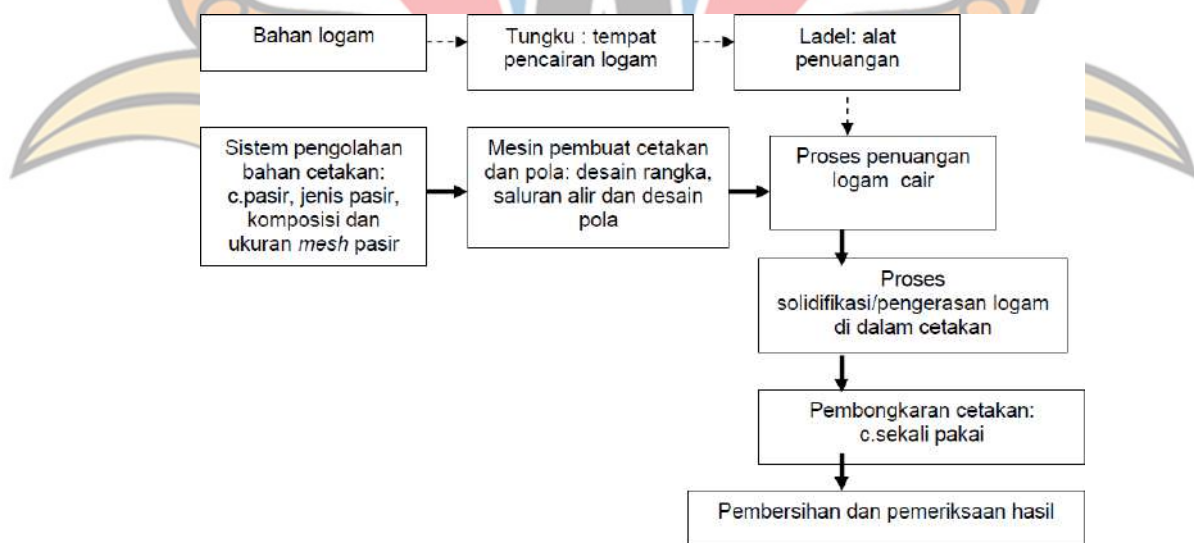 Bahan logam
Tungku : tempat
pencairan logam
Ladel: alat
penuangan
Sistem pengolahan
bahan cetakan:
c.pasir, jenis pasir,
komposisi dan
ukuran mesh pasir
Mesin pembuat cetakan
dan pola: desain rangka,
saluran alir dan desain
pola
Proses penuangan
logam cair
Proses
solidifikasi/pengerasan logam
di dalam cetakan
Pembongkaran cetakan:
c.sekali pakai
Pembersihan dan pemeriksaan hasil